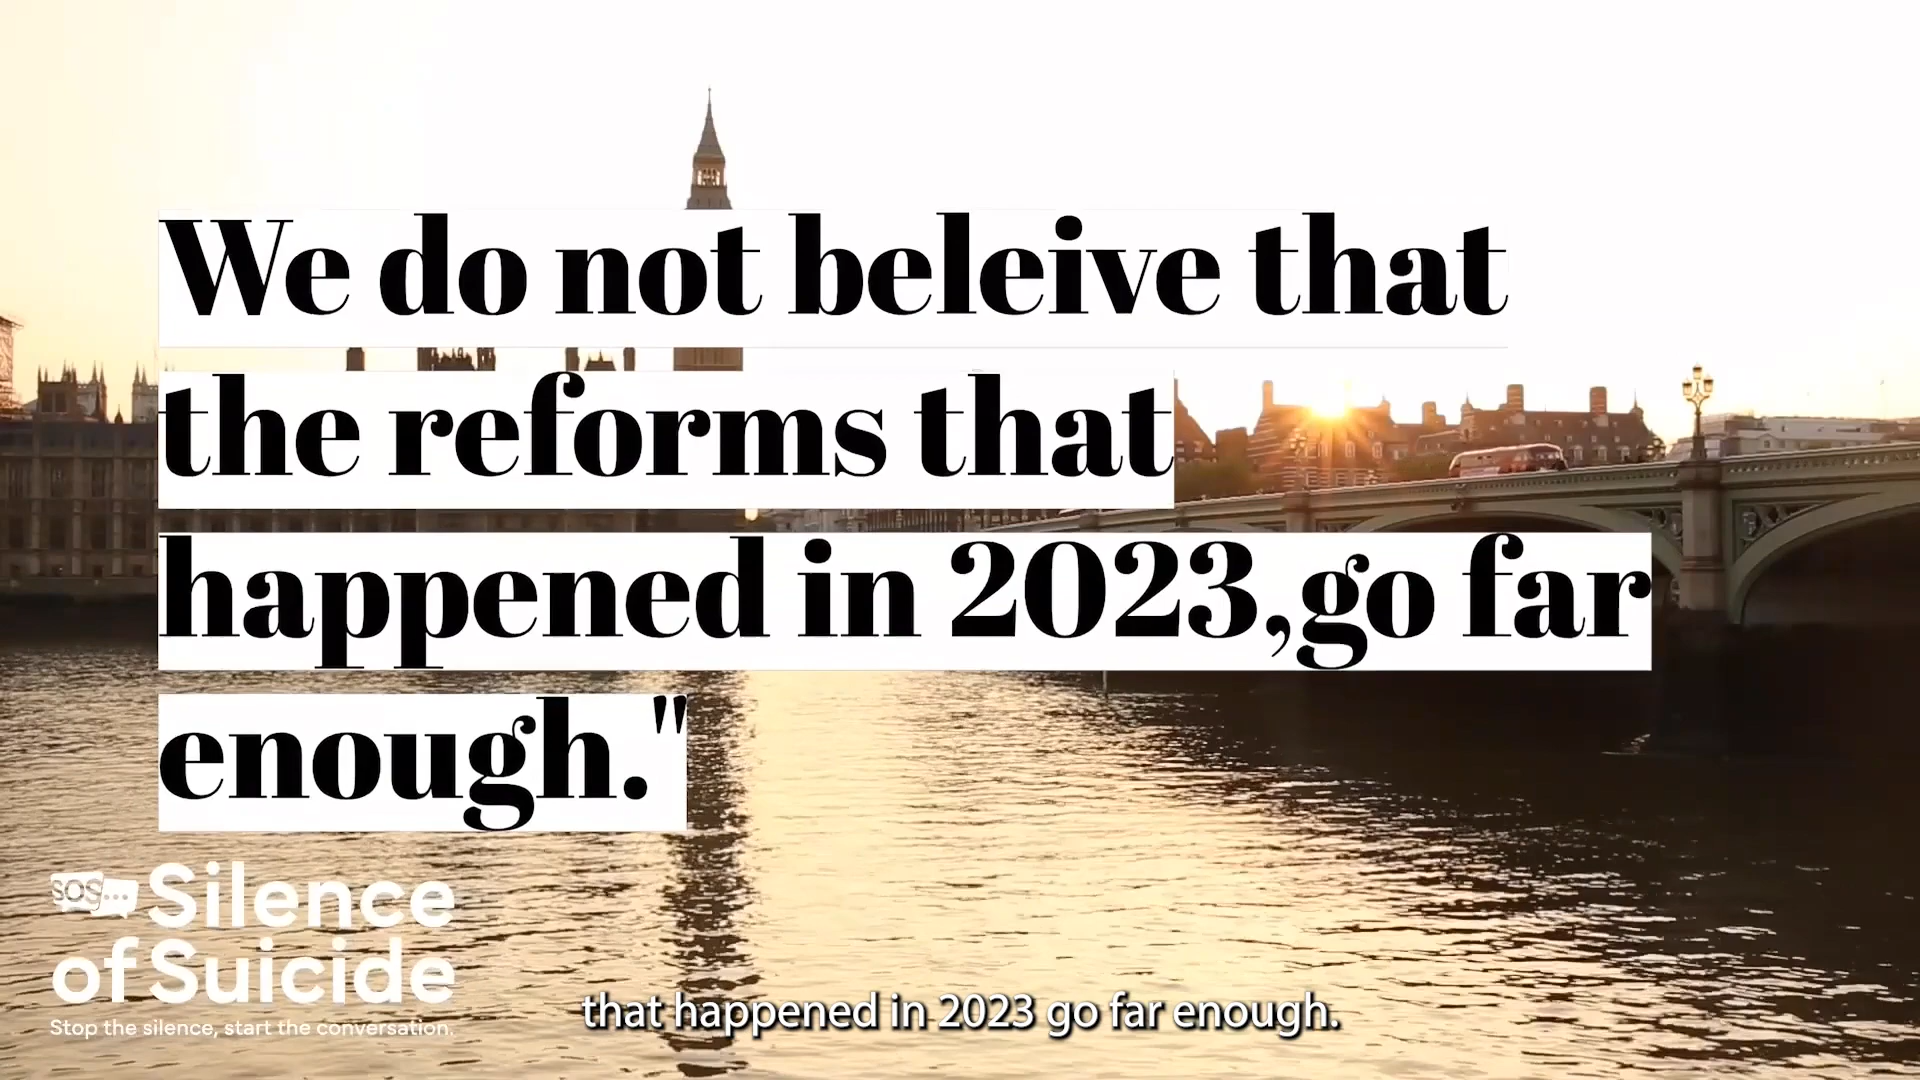 We do not beleive that
the reforms that
happened in 2023,go far
enough."
SOS... Silence
of Suicide
Stop the silence, start the conversation.
that happened in 2023 go far enough.